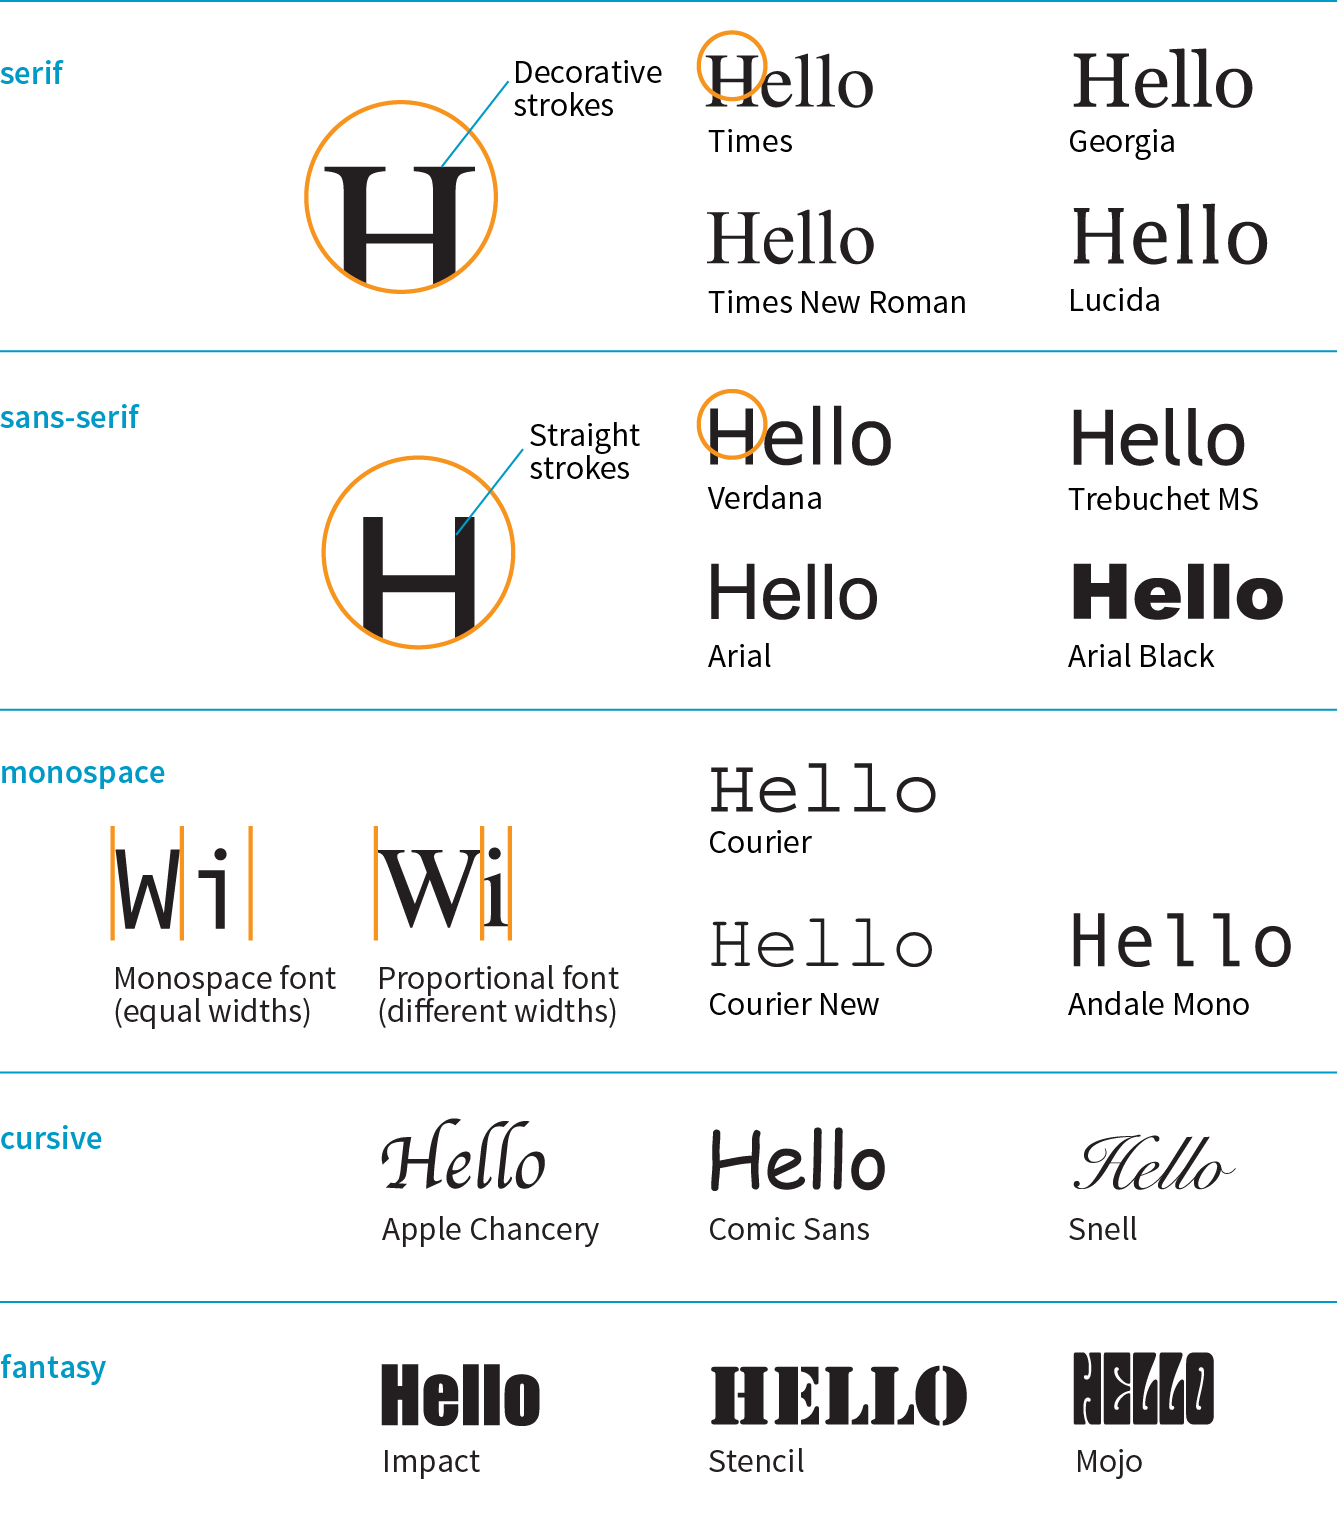 serif
Decorative
strokes
H
Hello
Times
Hello
Georgia
Hello
Times New Roman
Hello
Lucida
sans-serif
Straight
strokes
H
Hello
Verdana
Hello
Trebuchet MS
Hello
Arial
Hello
Arial Black
monospace
Wi
Monospace font
(equal widths)
Wi
Proportional font
(different widths)
Hello
Courier
Hello
Courier New
Hello
Andale Mono
cursive
Hello
Apple Chancery
Hello
Comic Sans
Hello
Snell
fantasy
Hello
Impact
HELLO
Stencil
HELLO
Mojo